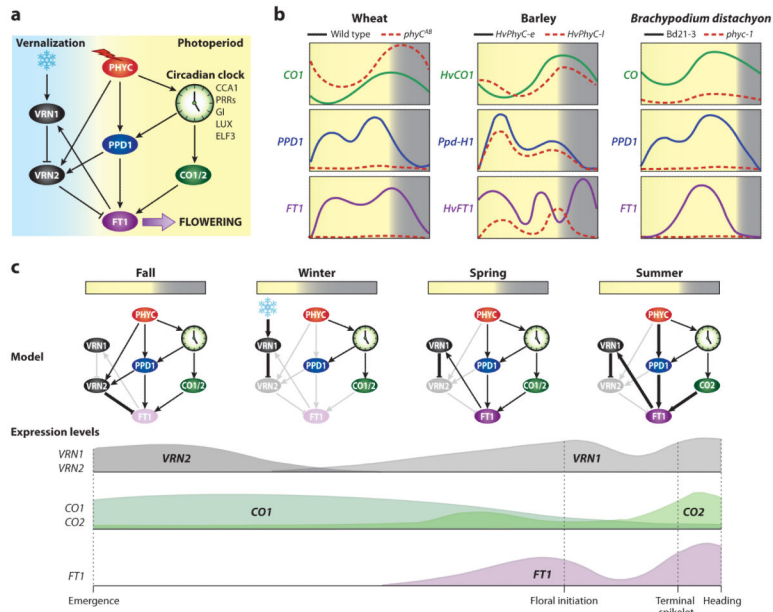 a
Vernalization
Photoperiod
PHYC
Circadian clock
CCA1
PRRs
GI
LUX
ELF3
VRN1
PPD1
VRN2
CO1/2
FT1
FLOWERING
b
Wheat
Wild type
phyCᴬᴮ
CO1
PPD1
FT1
Barley
HvPhyC-e
HvPhyC-l
HvCO1
Ppd-H1
HvFT1
Brachypodium distachyon
Bd21-3
phyc-1
CO
PPD1
FT1
c
Fall
Winter
Spring
Summer
Model
PHYC
VRN1
PPD1
VRN2
CO1/2
FT1
PHYC
VRN1
PPD1
VRN2
CO1/2
FT1
PHYC
VRN1
PPD1
VRN2
CO1/2
FT1
PHYC
VRN1
PPD1
VRN2
CO2
FT1
Expression levels
VRN1
VRN2
VRN2
VRN1
CO1
CO2
CO1
CO2
FT1
FT1
Emergence
Floral initiation
Terminal
spikelet
Heading